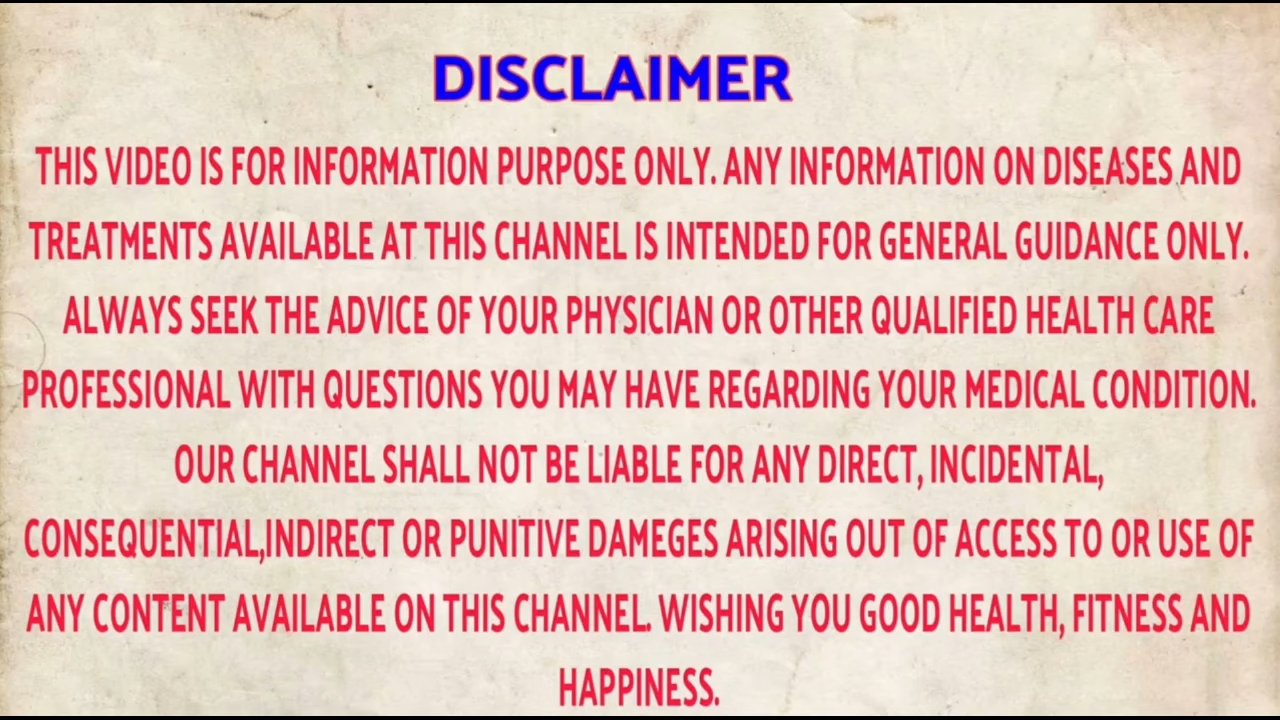 DISCLAIMER
THIS VIDEO IS FOR INFORMATION PURPOSE ONLY. ANY INFORMATION ON DISEASES AND
TREATMENTS AVAILABLE AT THIS CHANNEL IS INTENDED FOR GENERAL GUIDANCE ONLY.
ALWAYS SEEK THE ADVICE OF YOUR PHYSICIAN OR OTHER QUALIFIED HEALTH CARE
PROFESSIONAL WITH QUESTIONS YOU MAY HAVE REGARDING YOUR MEDICAL CONDITION.
OUR CHANNEL SHALL NOT BE LIABLE FOR ANY DIRECT, INCIDENTAL,
CONSEQUENTIAL,INDIRECT OR PUNITIVE DAMEGES ARISING OUT OF ACCESS TO OR USE OF
ANY CONTENT AVAILABLE ON THIS CHANNEL. WISHING YOU GOOD HEALTH, FITNESS AND
HAPPINESS.